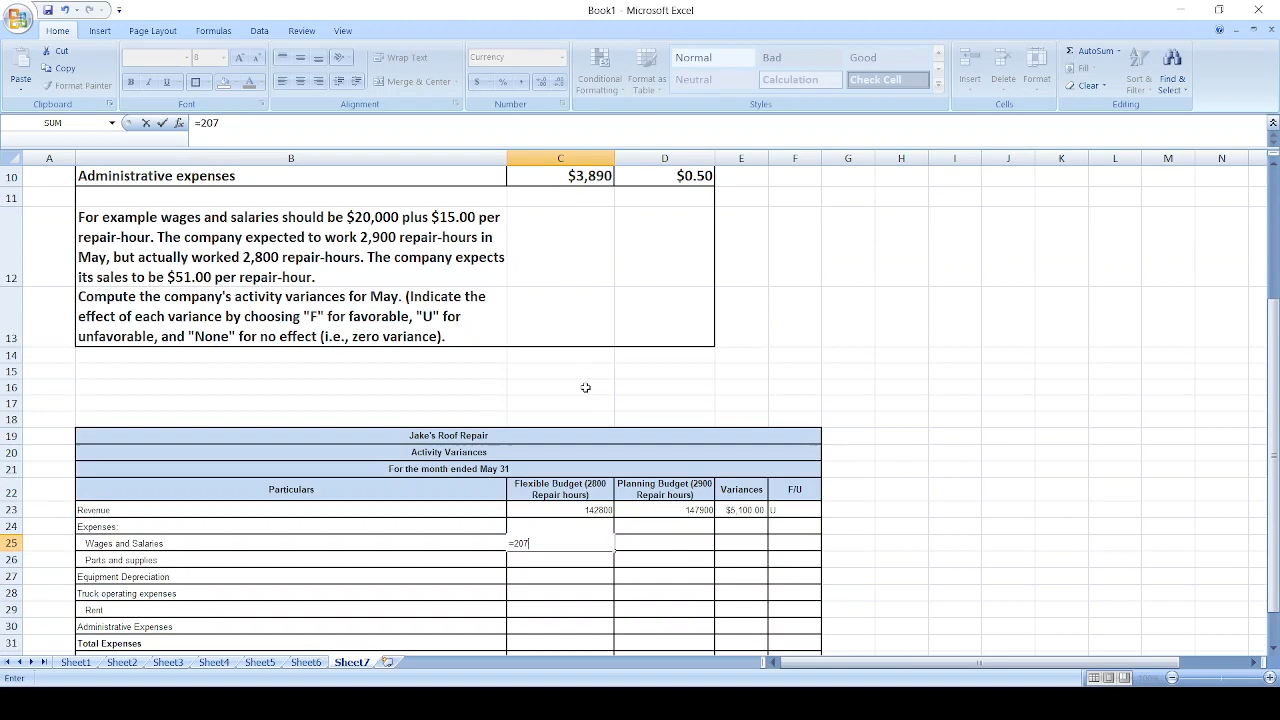 Book1 - Microsoft Excel
Home Insert Page Layout Formulas Data Review View
Cut
Copy
Format Painter
Paste
Clipboard
8
Font
Wrap Text
Merge & Center
Alignment
Currency
$ % ,
Number
Conditional Formatting
Format as Table
Normal Bad Good
Neutral Calculation Check Cell
Styles
Insert Delete Format
Cells
AutoSum
Fill
Clear
Sort & Filter
Find & Select
Editing
SUM
=207
A B C D E F G H I J K L M N
10 Administrative expenses $3,890 $0.50
11
For example wages and salaries should be $20,000 plus $15.00 per
repair-hour. The company expected to work 2,900 repair-hours in
May, but actually worked 2,800 repair-hours. The company expects
12 its sales to be $51.00 per repair-hour.
Compute the company's activity variances for May. (Indicate the
effect of each variance by choosing "F" for favorable, "U" for
13 unfavorable, and "None" for no effect (i.e., zero variance).
14
15
16
17
18
19 Jake's Roof Repair
20 Activity Variances
21 For the month ended May 31
22 Particulars Flexible Budget (2800 Repair hours) Planning Budget (2900 Repair hours) Variances F/U
23 Revenue 142800 147900 $5,100.00 U
24 Expenses:
25 Wages and Salaries =207
26 Parts and supplies
27 Equipment Depreciation
28 Truck operating expenses
29 Rent
30 Administrative Expenses
31 Total Expenses
Sheet1 Sheet2 Sheet3 Sheet4 Sheet5 Sheet6 Sheet7
Enter
100%